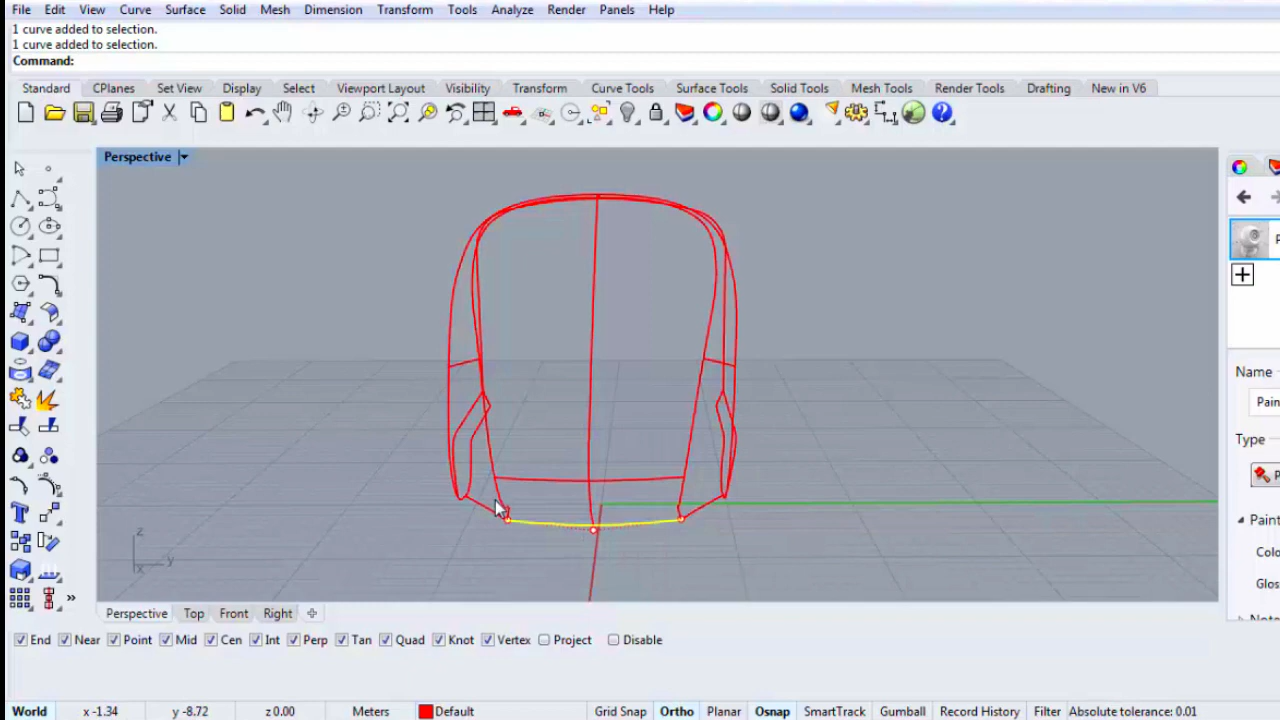 File Edit View Curve Surface Solid Mesh Dimension Transform Tools Analyze Render Panels Help
1 curve added to selection.
1 curve added to selection.
Command:
Standard CPlanes Set View Display Select Viewport Layout Visibility Transform Curve Tools Surface Tools Solid Tools Mesh Tools Render Tools Drafting New in V6
Perspective
Name
Pain
Type
P
Paint
Colo
Glos
z
y
x
Perspective Top Front Right
End Near Point Mid Cen Int Perp Tan Quad Knot Vertex Project Disable
World x -1.34 y -8.72 z 0.00 Meters Default Grid Snap Ortho Planar Osnap SmartTrack Gumball Record History Filter Absolute tolerance: 0.01